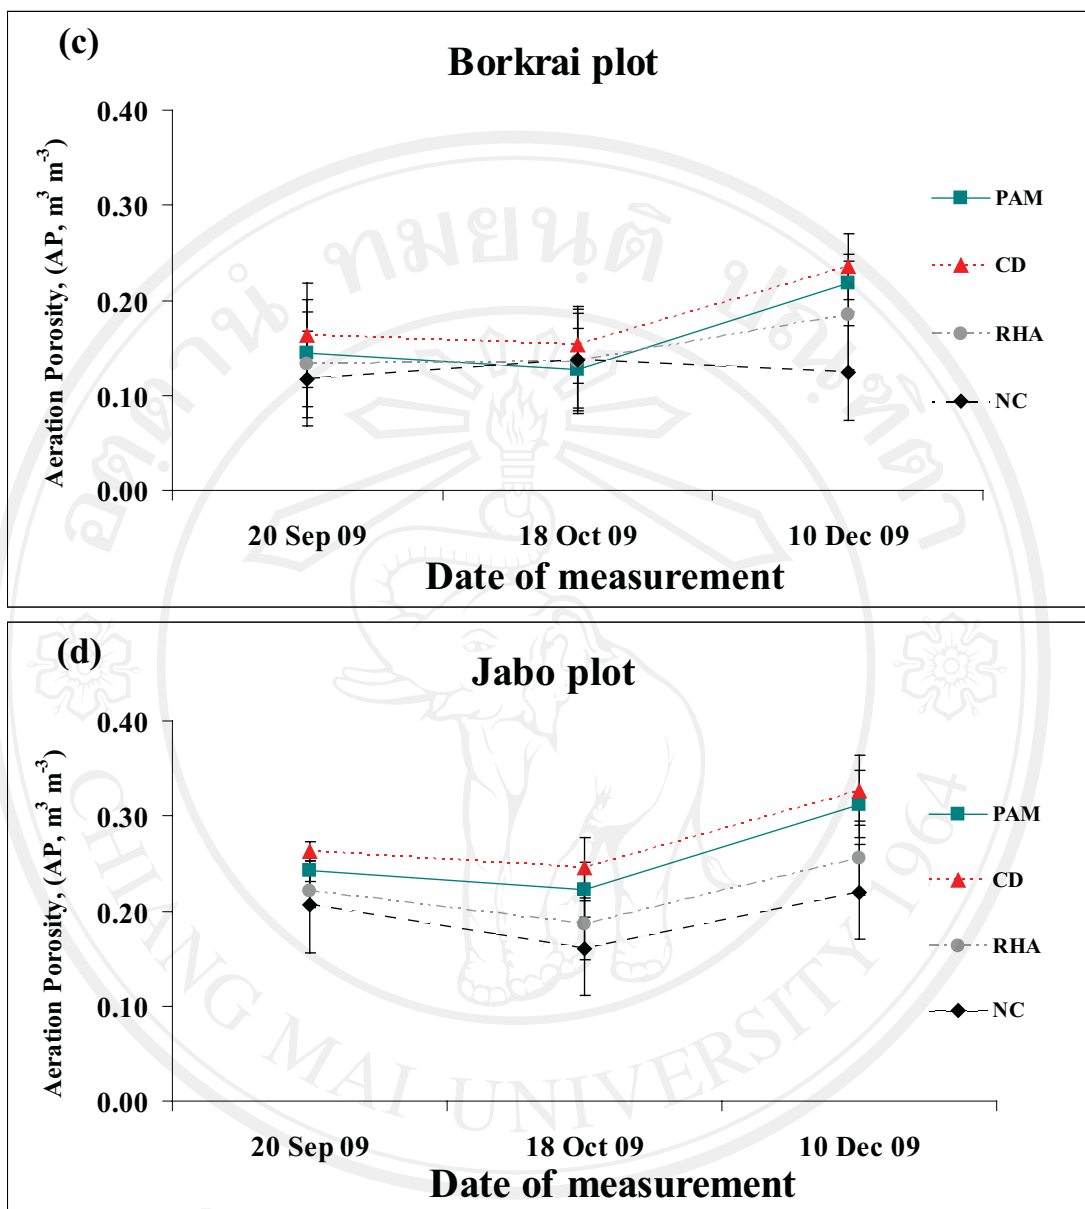 (c)
Borkrai plot
Aeration Porosity, (AP, m³ m⁻³)
0.40
0.30
0.20
0.10
0.00
20 Sep 09 18 Oct 09 10 Dec 09
Date of measurement
PAM
CD
RHA
NC
(d)
Jabo plot
Aeration Porosity, (AP, m³ m⁻³)
0.40
0.30
0.20
0.10
0.00
20 Sep 09 18 Oct 09 10 Dec 09
Date of measurement
PAM
CD
RHA
NC
CHIANG MAI UNIVERSITY 1964